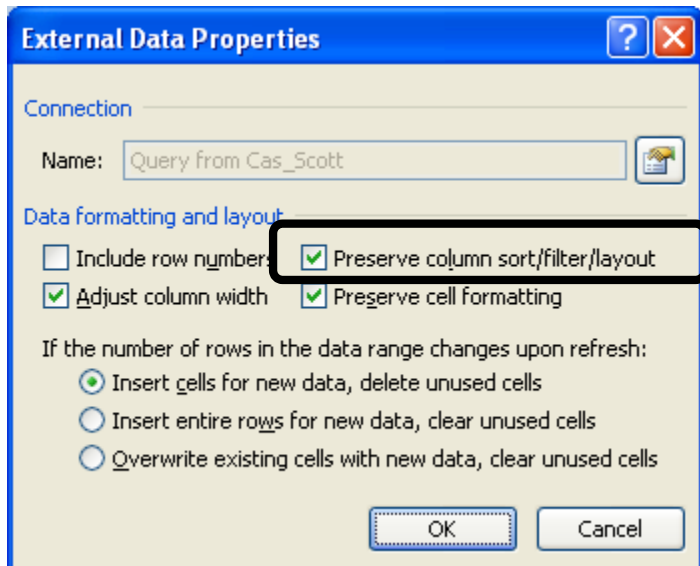 External Data Properties
Connection
Name: Query from Cas_Scott
Data formatting and layout
Include row numbers Preserve column sort/filter/layout
Adjust column width Preserve cell formatting
If the number of rows in the data range changes upon refresh:
Insert cells for new data, delete unused cells
Insert entire rows for new data, clear unused cells
Overwrite existing cells with new data, clear unused cells
OK Cancel